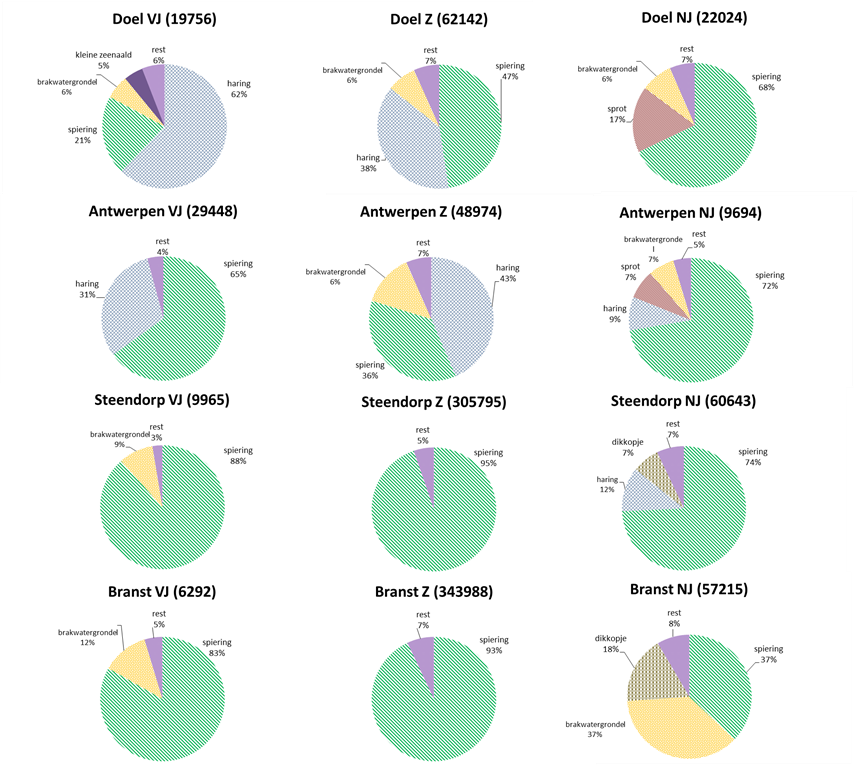 Doel VJ (19756)
rest
6%
kleine zeenaald
5%
brakwatergrondel
6%
haring
62%
spiering
21%
Doel Z (62142)
rest
7%
brakwatergrondel
6%
spiering
47%
haring
38%
Doel NJ (22024)
rest
7%
brakwatergrondel
6%
spiering
68%
sprot
17%
Antwerpen VJ (29448)
rest
4%
spiering
65%
haring
31%
Antwerpen Z (48974)
rest
7%
brakwatergrondel
6%
haring
43%
spiering
36%
Antwerpen NJ (9694)
rest
5%
brakwatergronde
7%
sprot
7%
spiering
72%
haring
9%
Steendorp VJ (9965)
rest
3%
brakwatergrondel
9%
spiering
88%
Steendorp Z (305795)
rest
5%
spiering
95%
Steendorp NJ (60643)
rest
7%
dikkopje
7%
spiering
74%
haring
12%
Branst VJ (6292)
rest
5%
brakwatergrondel
12%
spiering
83%
Branst Z (343988)
rest
7%
spiering
93%
Branst NJ (57215)
rest
8%
dikkopje
18%
spiering
37%
brakwatergrondel
37%